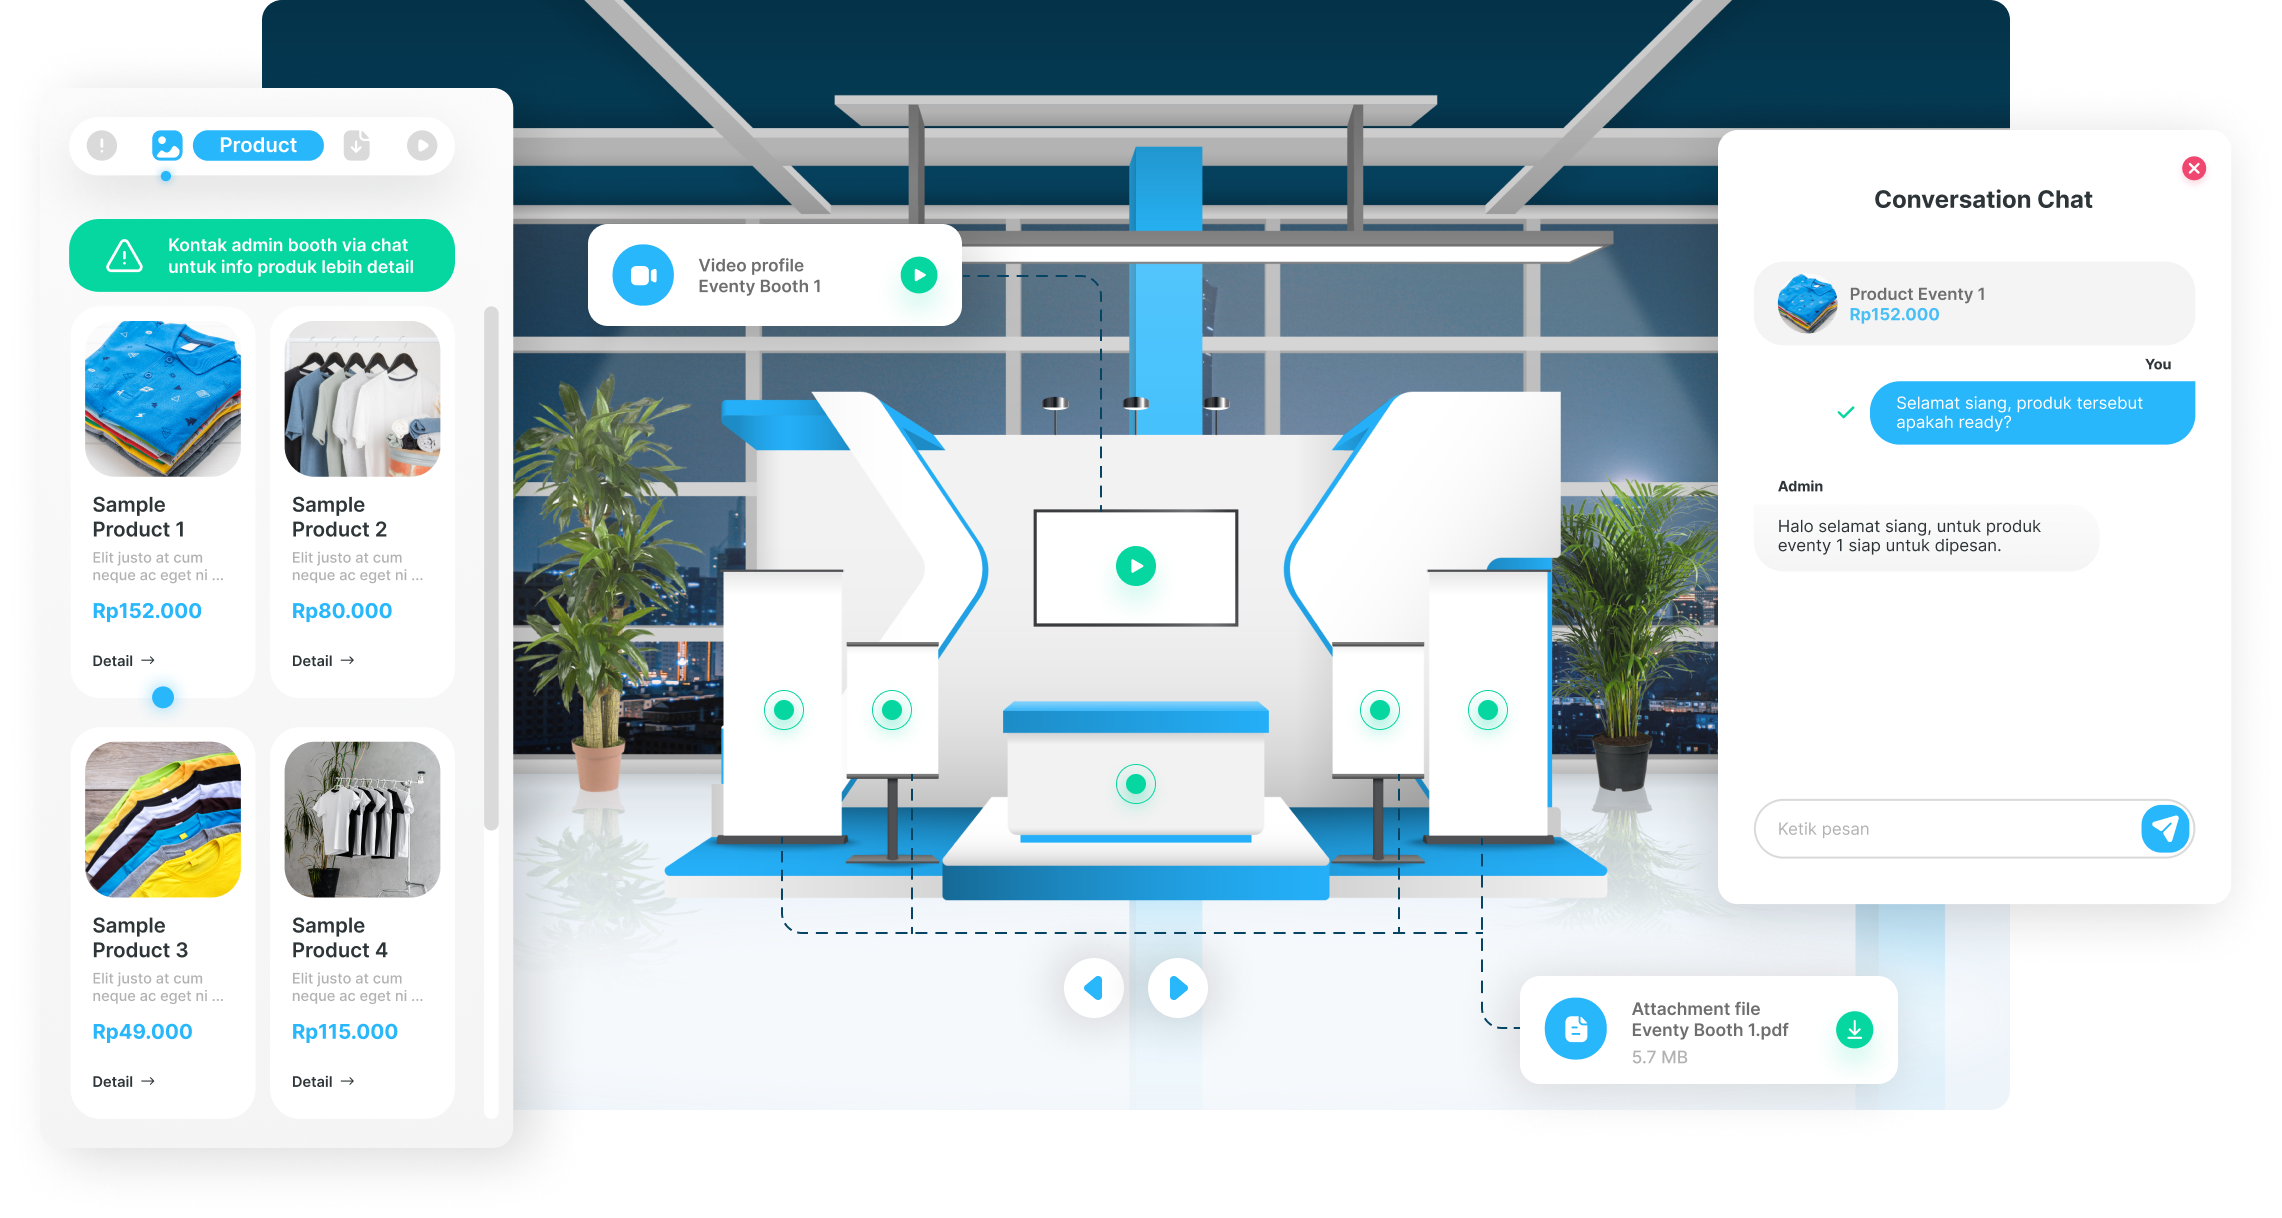 Product
Kontak admin booth via chat
untuk info produk lebih detail
Sample
Product 1
Elit justo at cum
neque ac eget ni ...
Rp152.000
Detail →
Sample
Product 2
Elit justo at cum
neque ac eget ni ...
Rp80.000
Detail →
Sample
Product 3
Elit justo at cum
neque ac eget ni ...
Rp49.000
Detail →
Sample
Product 4
Elit justo at cum
neque ac eget ni ...
Rp115.000
Detail →
Video profile
Eventy Booth 1
Attachment file
Eventy Booth 1.pdf
5.7 MB
Conversation Chat
Product Eventy 1
Rp152.000
You
Selamat siang, produk tersebut
apakah ready?
Admin
Halo selamat siang, untuk produk
eventy 1 siap untuk dipesan.
Ketik pesan